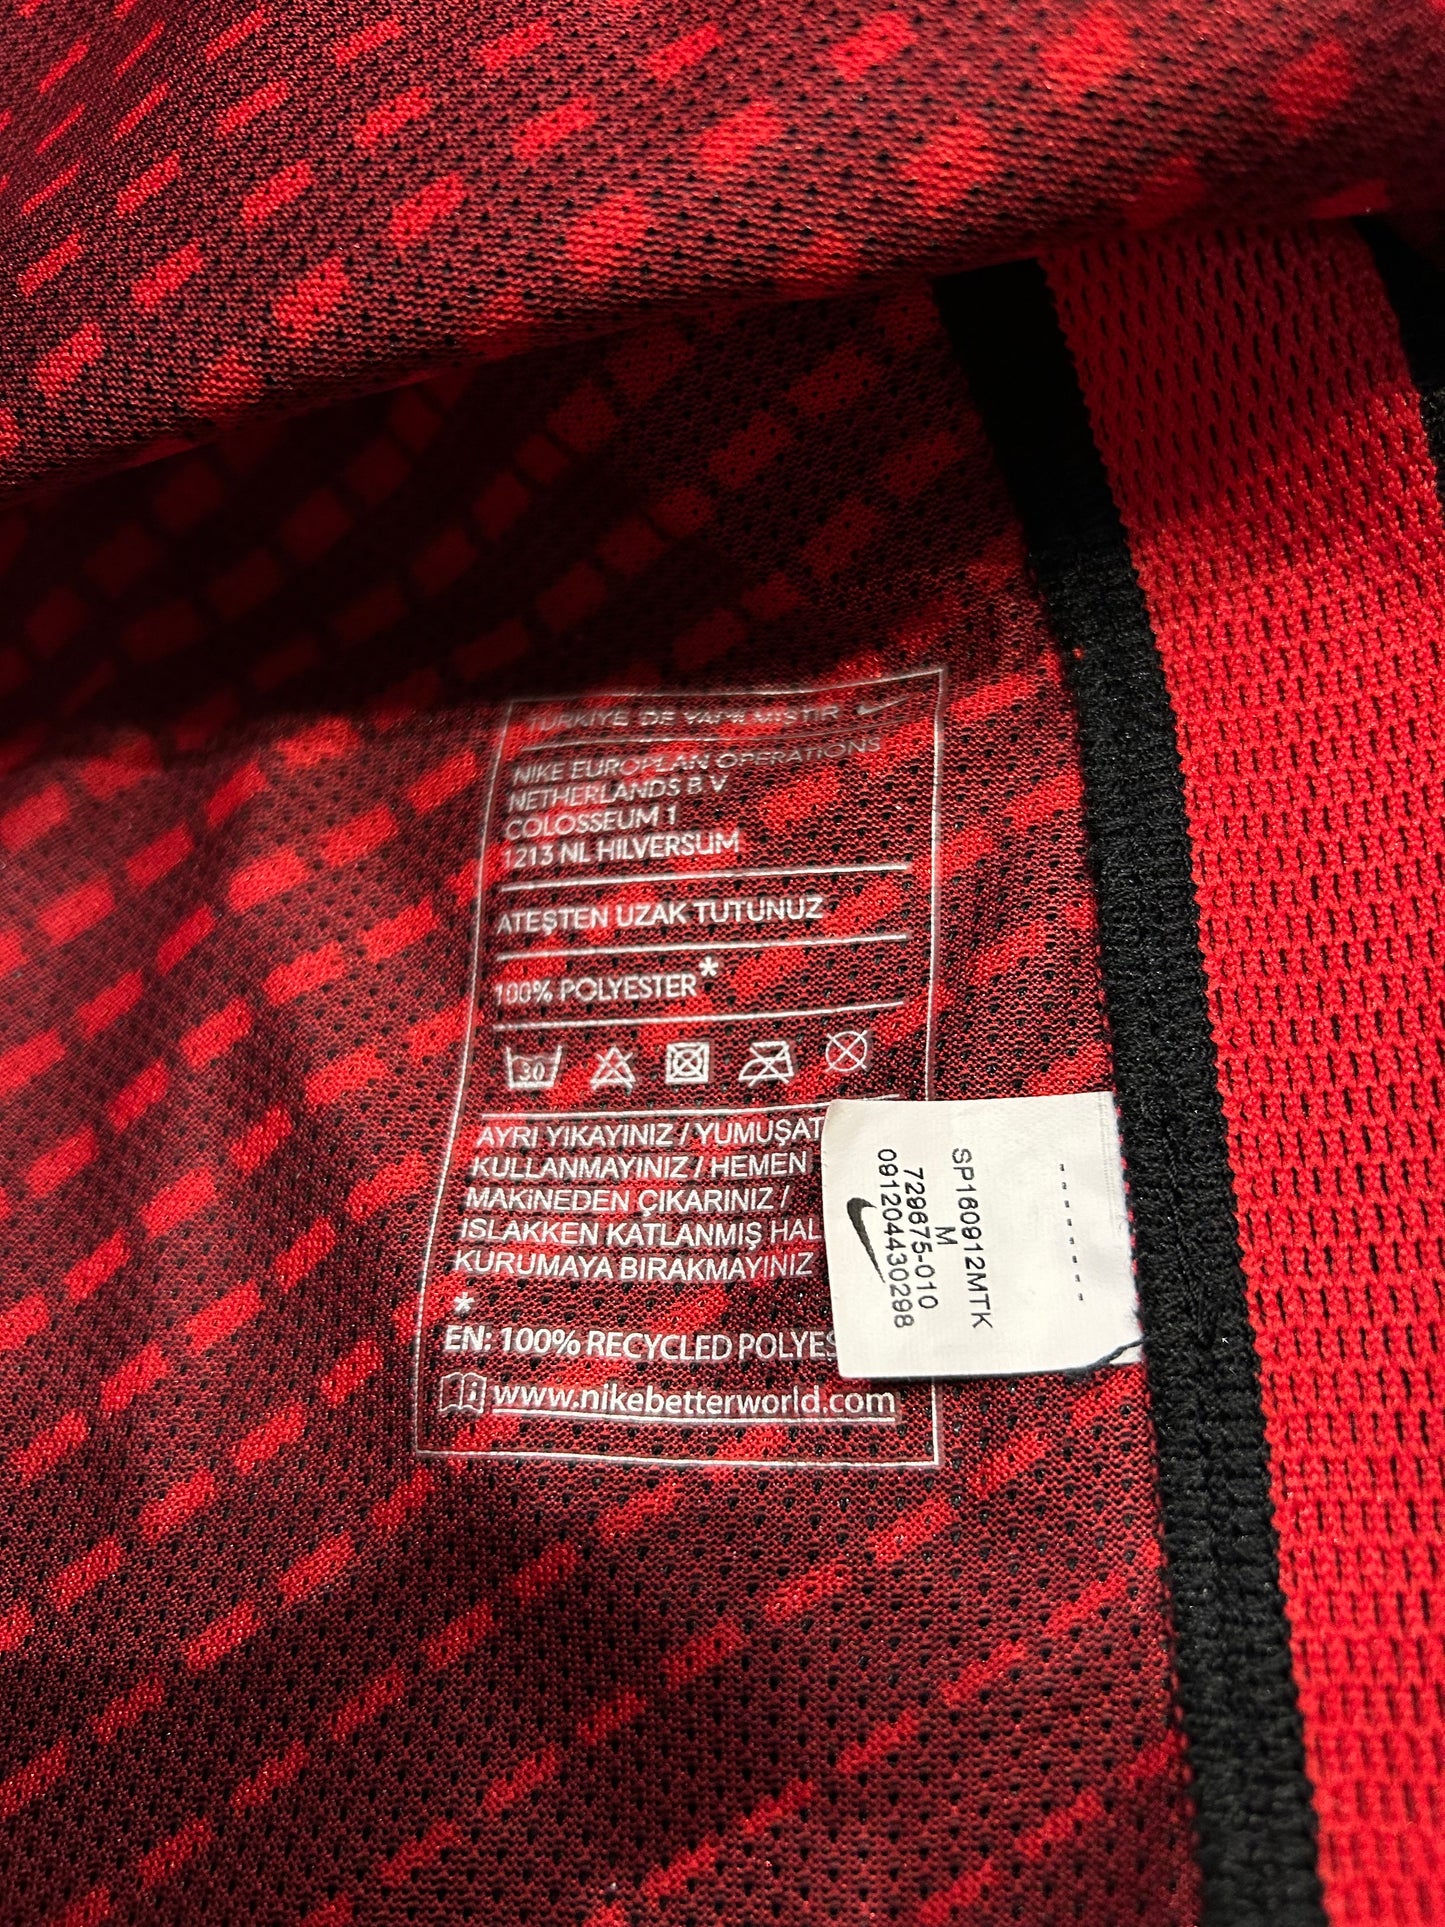 TÜRKİYE DE YAPILMIŞTIR
NIKE EUROPEAN OPERATIONS
NETHERLANDS B V
COLOSSEUM 1
1213 NL HILVERSUM
ATEŞTEN UZAK TUTUNUZ
100% POLYESTER*
30
AYRI YIKAYINIZ / YUMUŞAT
KULLANMAYINIZ / HEMEN
MAKİNEDEN ÇIKARINIZ /
ISLAKKEN KATLANMIŞ HAL
KURUMAYA BIRAKMAYINIZ
*
EN: 100% RECYCLED POLYES
www.nikebetterworld.com
SP160912MTK
M
729675-010
091204430298